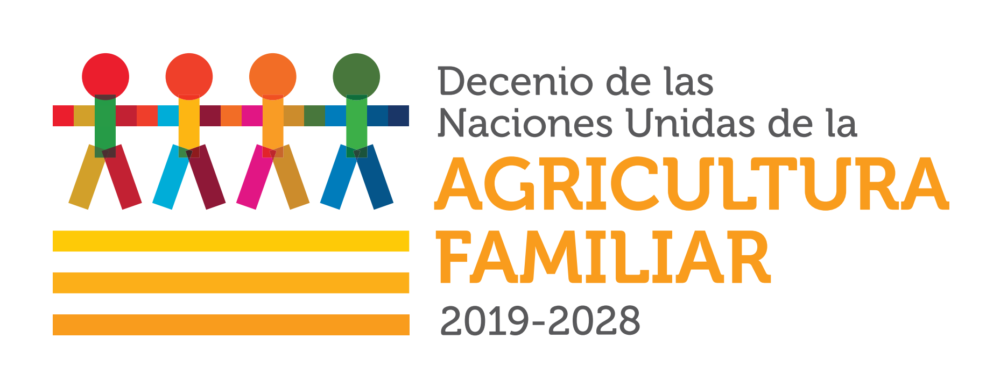 Decenio de las
Naciones Unidas de la
AGRICULTURA
FAMILIAR
2019-2028